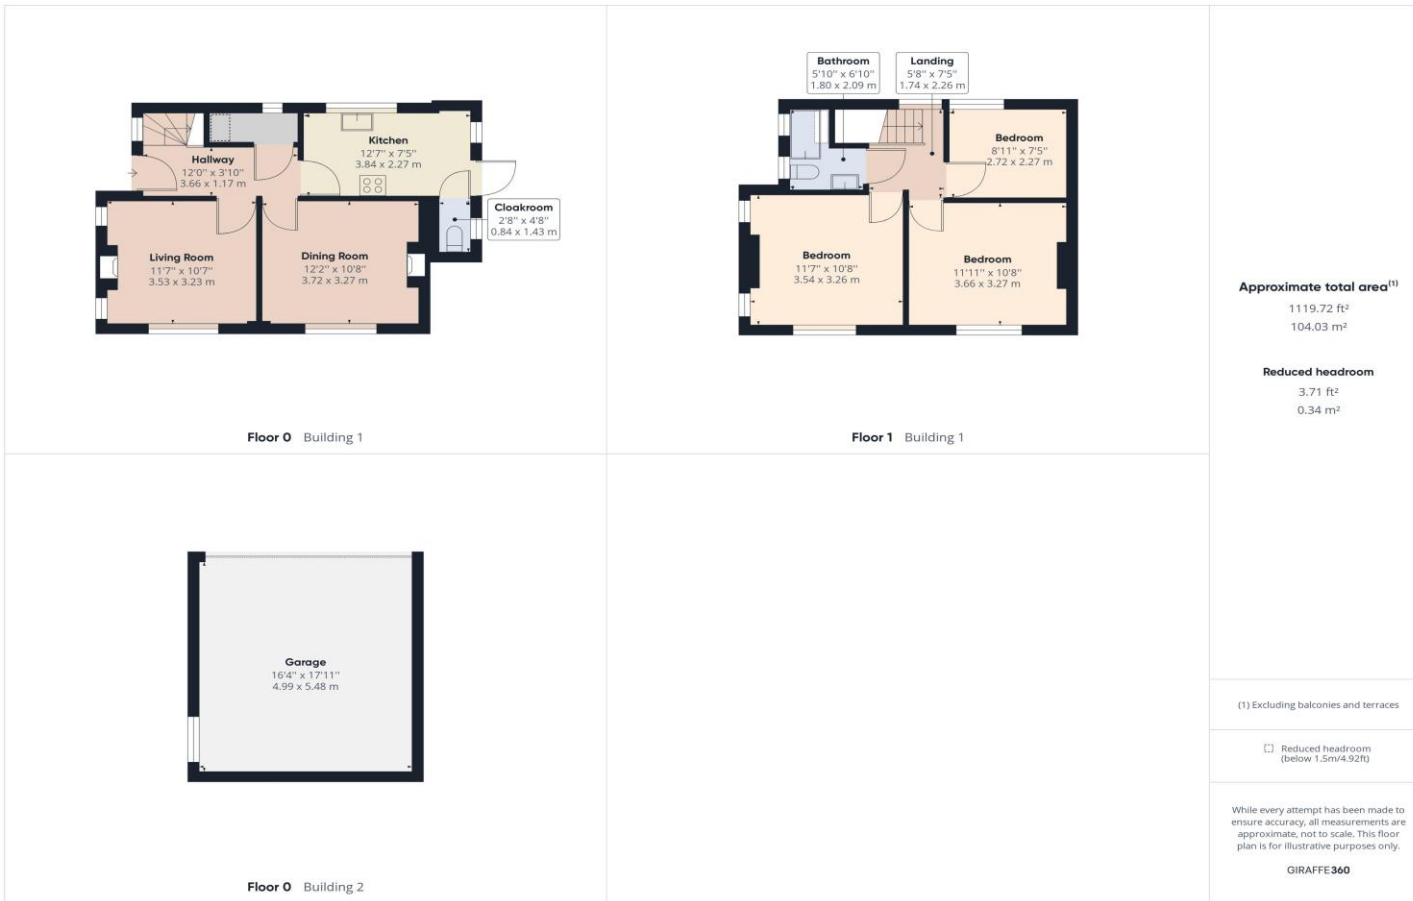 Hallway
12'0" x 3'10"
3.66 x 1.17 m
Kitchen
12'7" x 7'5"
3.84 x 2.27 m
Cloakroom
2'8" x 4'8"
0.84 x 1.43 m
Living Room
11'7" x 10'7"
3.53 x 3.23 m
Dining Room
12'2" x 10'8"
3.72 x 3.27 m
Floor 0 Building 1
Bathroom
5'10" x 6'10"
1.80 x 2.09 m
Landing
5'8" x 7'5"
1.74 x 2.26 m
Bedroom
8'11" x 7'5"
2.72 x 2.27 m
Bedroom
11'7" x 10'8"
3.54 x 3.26 m
Bedroom
11'11" x 10'8"
3.66 x 3.27 m
Floor 1 Building 1
Garage
16'4" x 17'11"
4.99 x 5.48 m
Floor 0 Building 2
Approximate total area(1)
1119.72 ft²
104.03 m²
Reduced headroom
3.71 ft²
0.34 m²
(1) Excluding balconies and terraces
Reduced headroom
(below 1.5m/4.92ft)
While every attempt has been made to
ensure accuracy, all measurements are
approximate, not to scale. This floor
plan is for illustrative purposes only.
GIRAFFE360